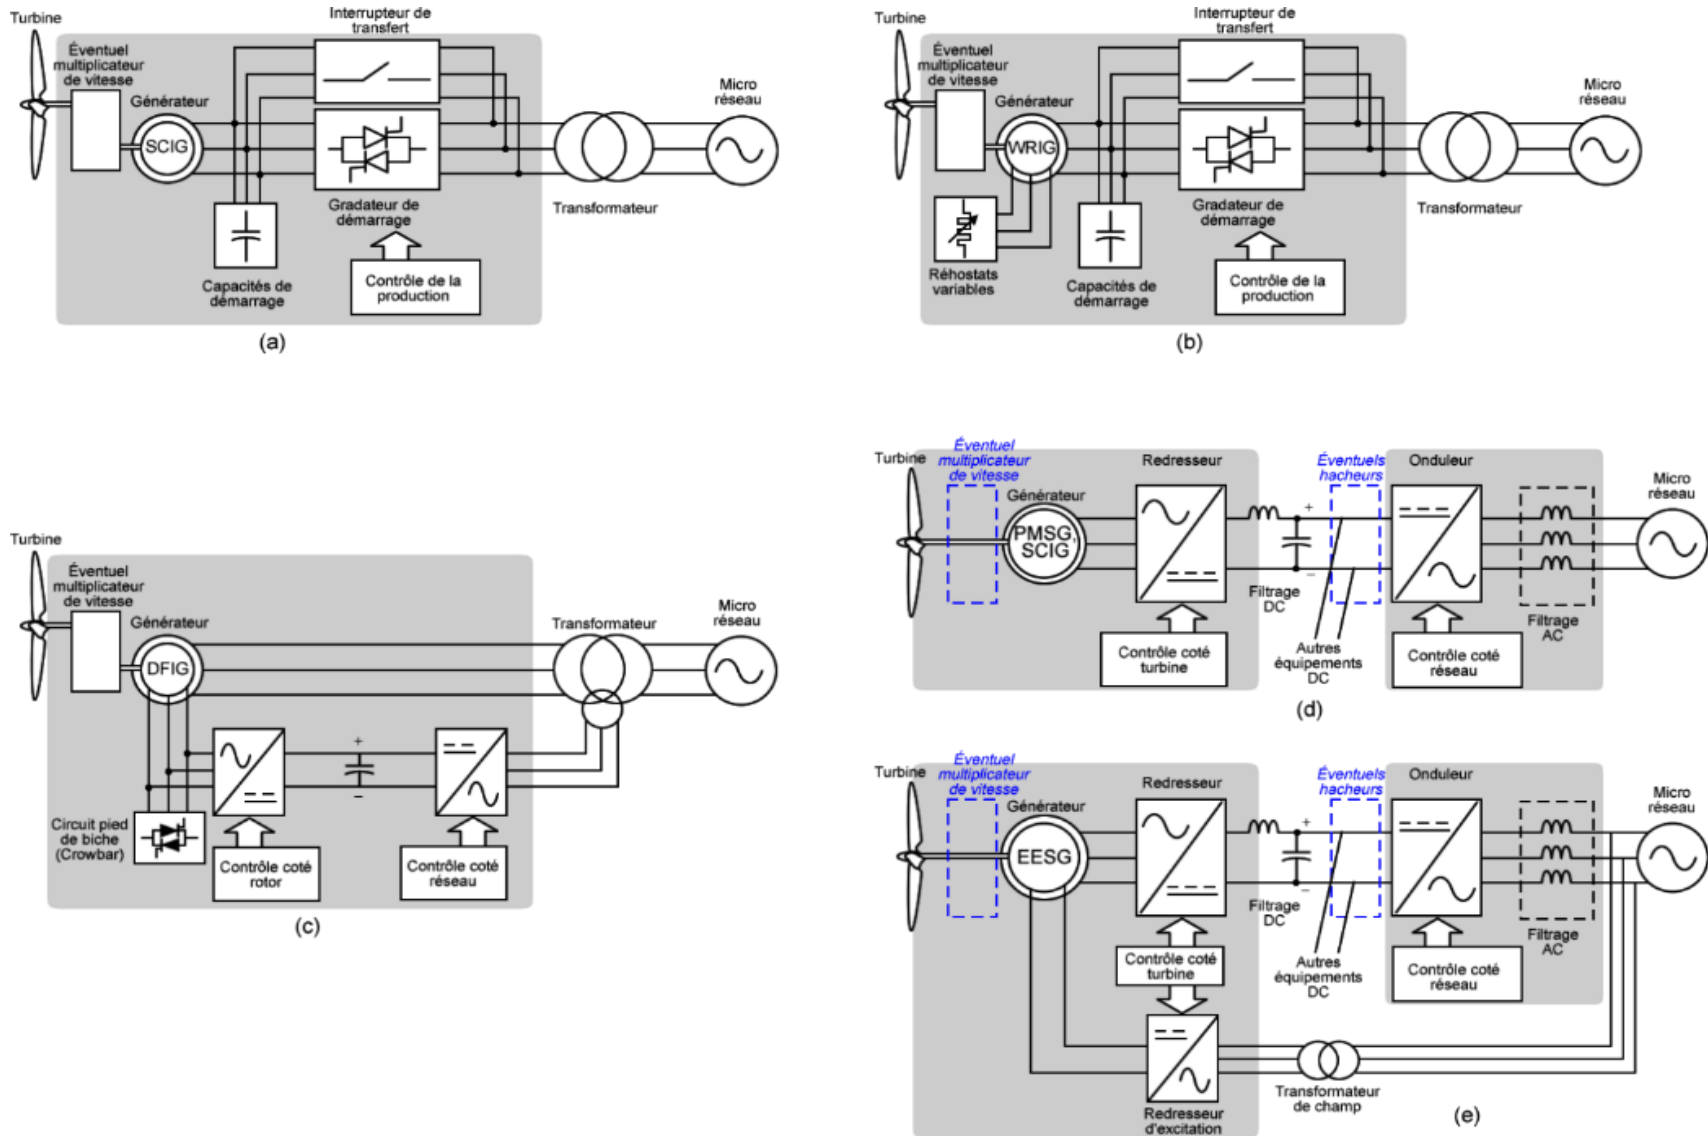 Turbine
Éventuel
multiplicateur
de vitesse
Générateur
SCIG
Interrupteur de
transfert
Gradateur de
démarrage
Capacités de
démarrage
Contrôle de la
production
Transformateur
Micro
réseau
(a)
Turbine
Éventuel
multiplicateur
de vitesse
Générateur
WRIG
Interrupteur de
transfert
Réhostats
variables
Capacités de
démarrage
Gradateur de
démarrage
Contrôle de la
production
Transformateur
Micro
réseau
(b)
Turbine
Éventuel
multiplicateur
de vitesse
Générateur
DFIG
Transformateur
Micro
réseau
+
−
Circuit pied
de biche
(Crowbar)
Contrôle coté
rotor
Contrôle coté
réseau
(c)
Turbine
Éventuel
multiplicateur
de vitesse
Générateur
PMSG,
SCIG
Redresseur
Contrôle coté
turbine
+
−
Filtrage
DC
Éventuels
hacheurs
Autres
équipements
DC
Onduleur
Contrôle coté
réseau
Filtrage
AC
Micro
réseau
(d)
Turbine
Éventuel
multiplicateur
de vitesse
Générateur
EESG
Redresseur
Contrôle coté
turbine
+
−
Filtrage
DC
Éventuels
hacheurs
Autres
équipements
DC
Onduleur
Contrôle coté
réseau
Filtrage
AC
Micro
réseau
Redresseur
d'excitation
Transformateur
de champ
(e)